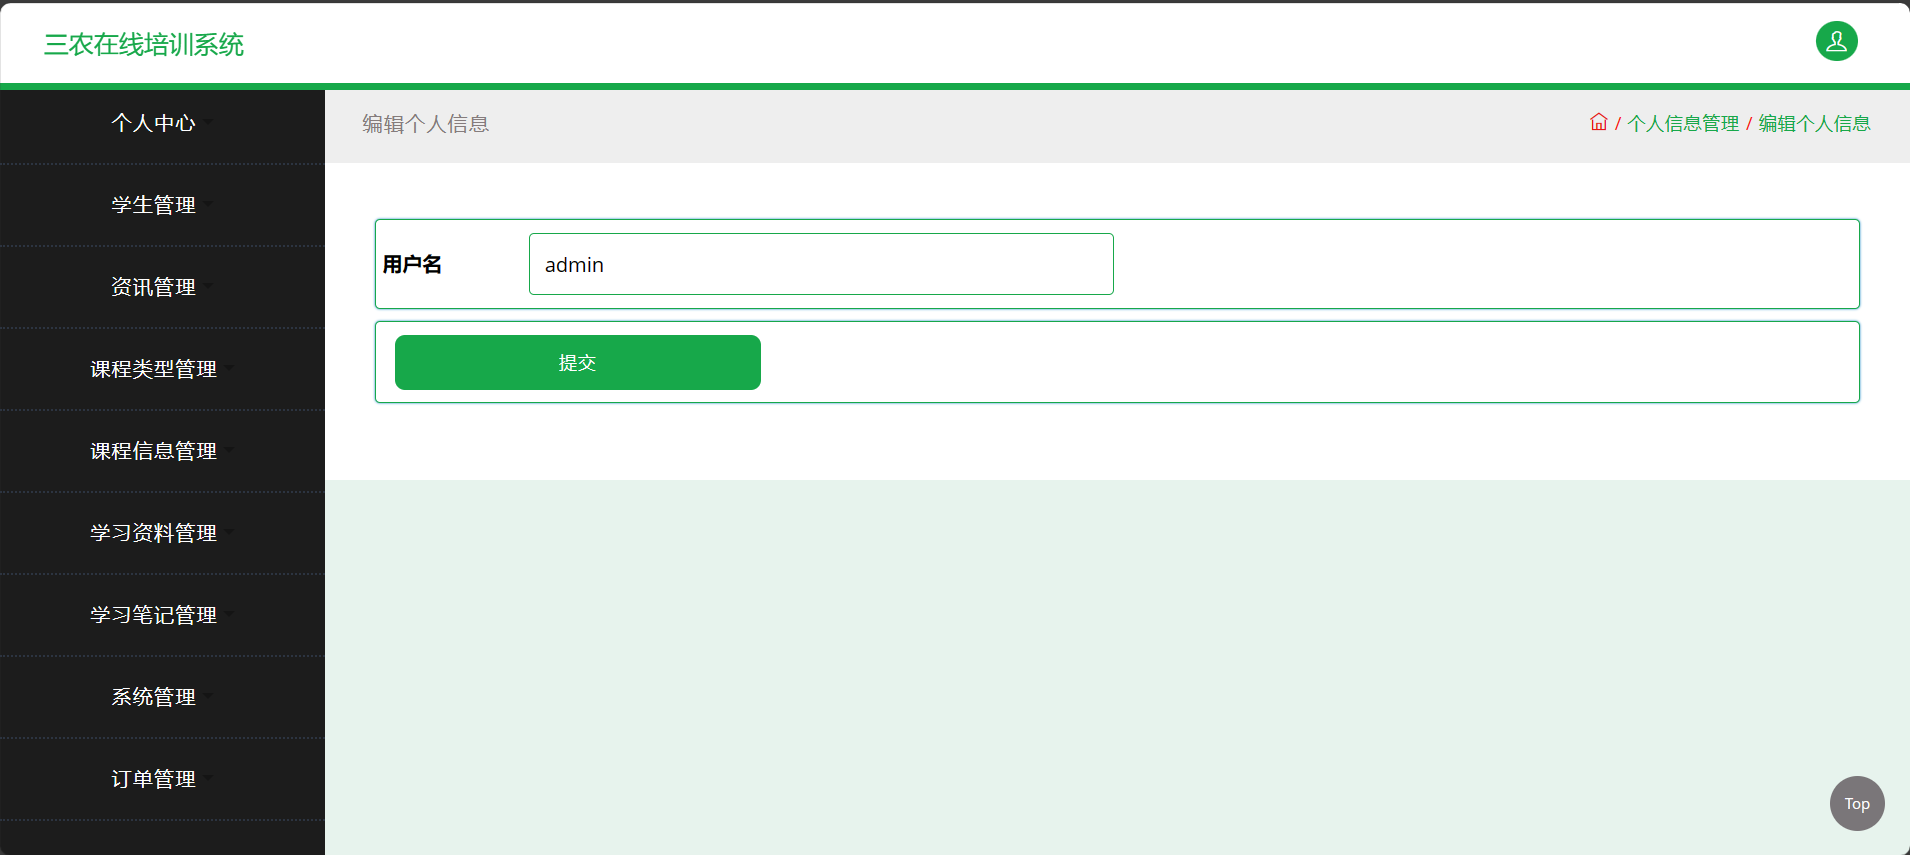 三农在线培训系统
个人中心
学生管理
资讯管理
课程类型管理
课程信息管理
学习资料管理
学习笔记管理
系统管理
订单管理
编辑个人信息
/ 个人信息管理 / 编辑个人信息
用户名 admin
提交
Top